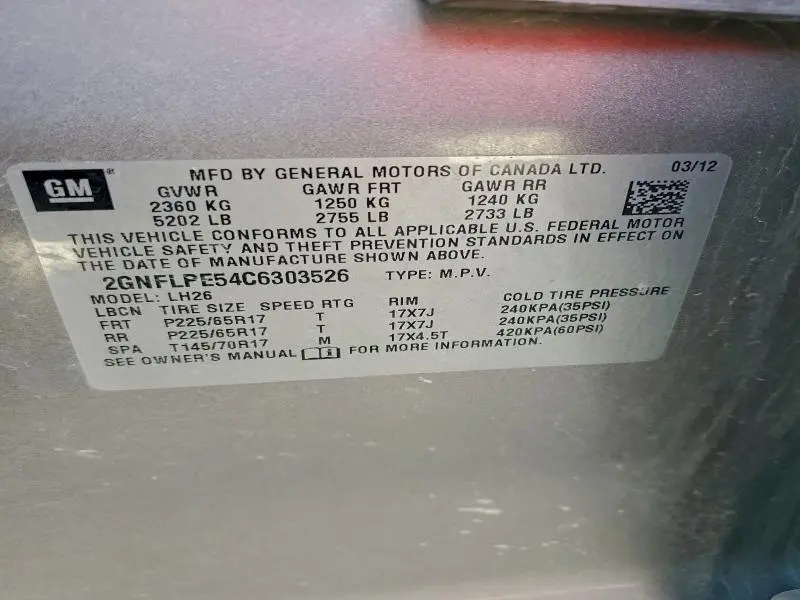 GM® MFD BY GENERAL MOTORS OF CANADA LTD. 03/12
GVWR GAWR FRT GAWR RR
2360 KG 1250 KG 1240 KG
5202 LB 2755 LB 2733 LB
THIS VEHICLE CONFORMS TO ALL APPLICABLE U.S. FEDERAL MOTOR
VEHICLE SAFETY AND THEFT PREVENTION STANDARDS IN EFFECT ON
THE DATE OF MANUFACTURE SHOWN ABOVE.
2GNFLPE54C6303526 TYPE: M.P.V.
MODEL: LH26
LBCN TIRE SIZE SPEED RTG RIM COLD TIRE PRESSURE
FRT P225/65R17 T 17X7J 240KPA(35PSI)
RR P225/65R17 T 17X7J 240KPA(35PSI)
SPA T145/70R17 M 17X4.5T 420KPA(60PSI)
SEE OWNER'S MANUAL FOR MORE INFORMATION.